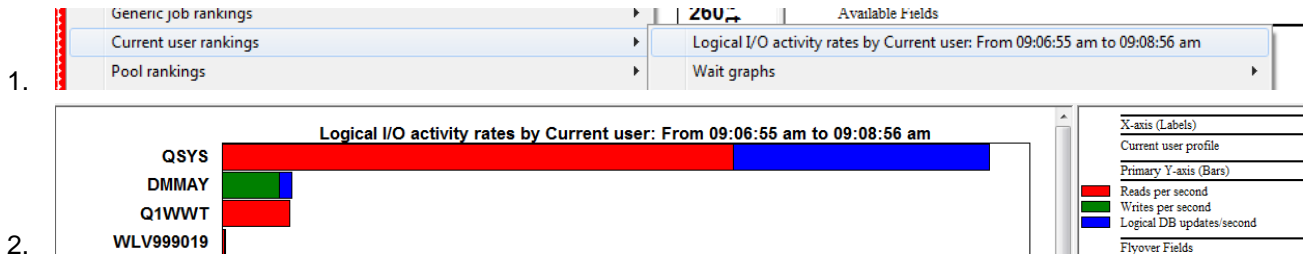 Generic job rankings
260
Available Fields
Current user rankings
Logical I/O activity rates by Current user: From 09:06:55 am to 09:08:56 am
1.
Pool rankings
Wait graphs
Logical I/O activity rates by Current user: From 09:06:55 am to 09:08:56 am
QSYS
DMMAY
Q1WWT
2.
WLV999019
X-axis (Labels)
Current user profile
Primary Y-axis (Bars)
Reads per second
Writes per second
Logical DB updates/second
Flyover Fields